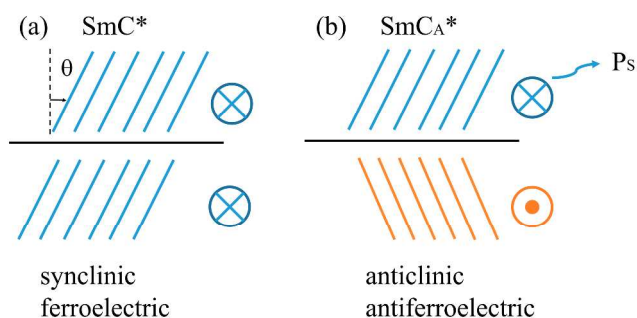 (a) SmC*
θ
synclinic
ferroelectric
(b) SmCA*
PS
anticlinic
antiferroelectric